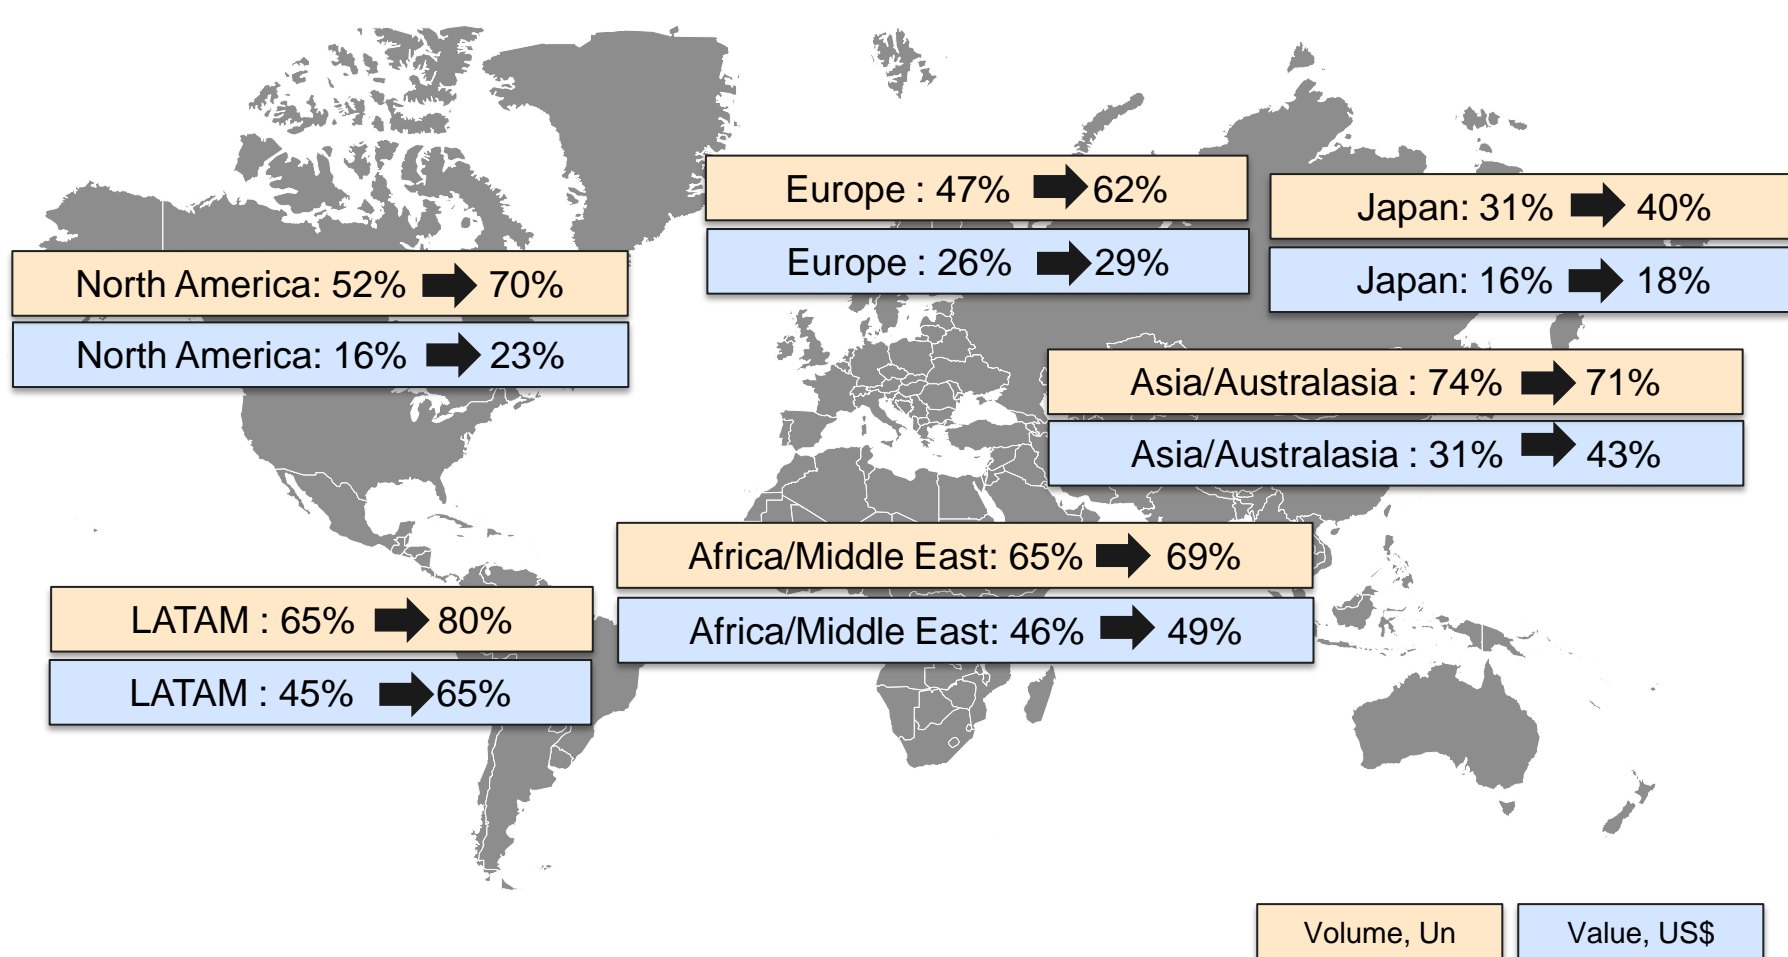 Europe : 47% 62%
Europe : 26% 29%
Japan: 31% 40%
Japan: 16% 18%
North America: 52% 70%
North America: 16% 23%
Asia/Australasia : 74% 71%
Asia/Australasia : 31% 43%
Africa/Middle East: 65% 69%
Africa/Middle East: 46% 49%
LATAM : 65% 80%
LATAM : 45% 65%
Volume, Un
Value, US$